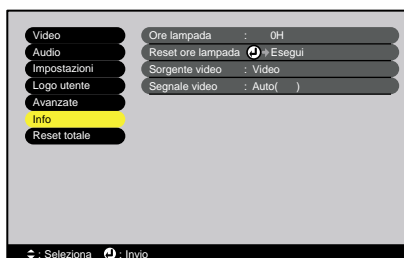 Video
Audio
Impostazioni
Logo utente
Avanzate
Info
Reset totale
Ore lampada : 0H
Reset ore lampada Esegui
Sorgente video : Video
Segnale video : Auto( )
: Seleziona : Invio